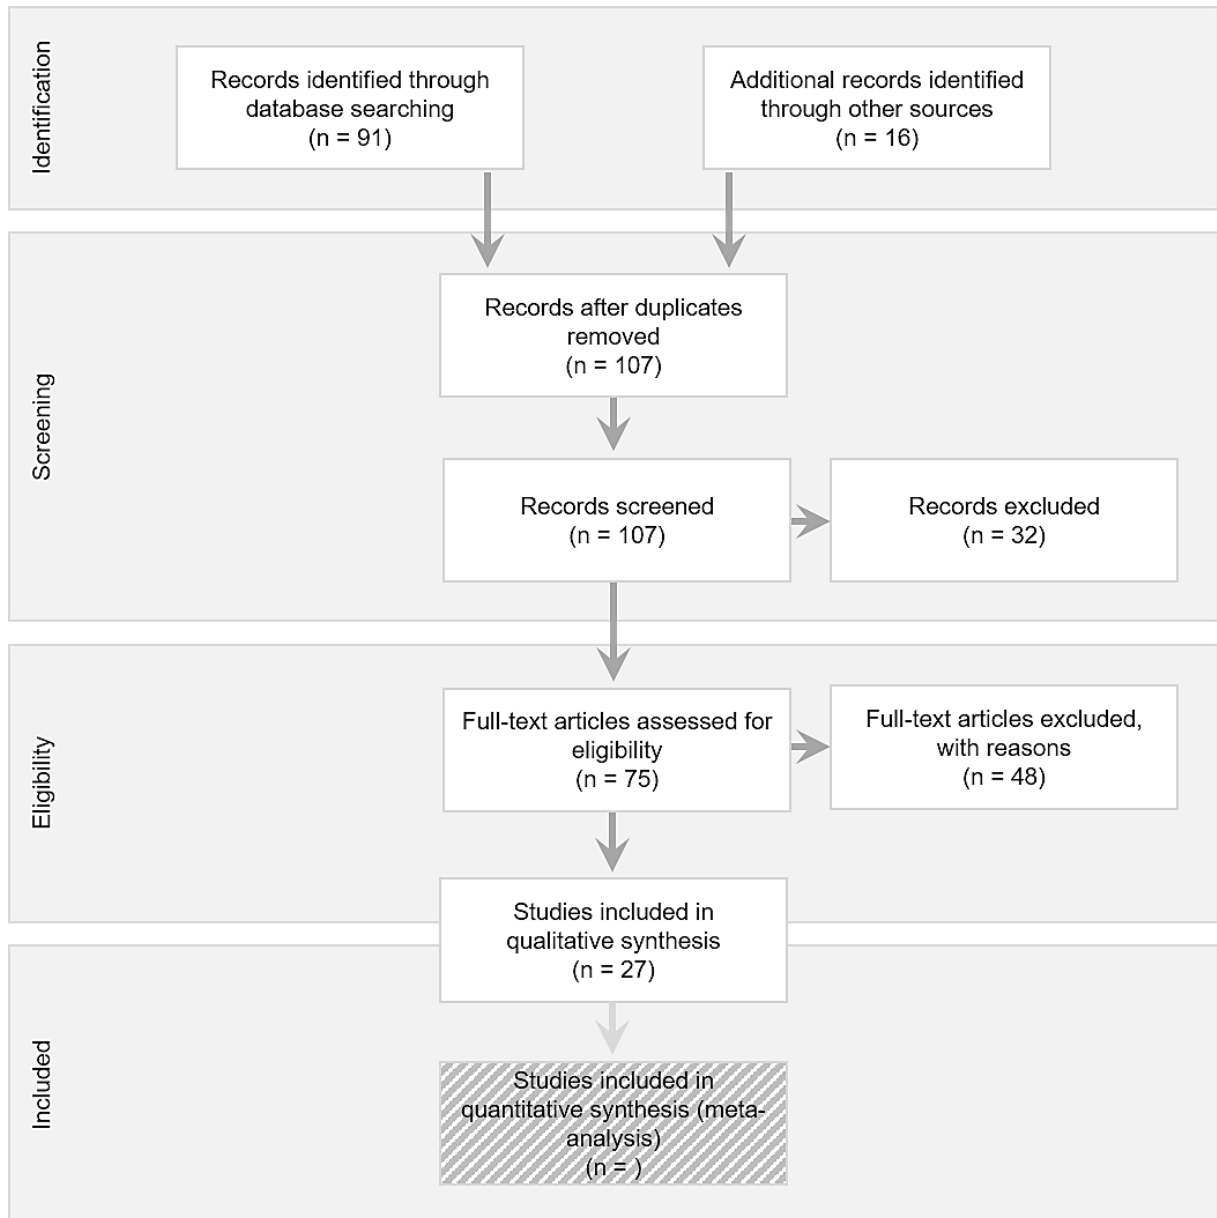 Identification
Records identified through
database searching
(n = 91)
Additional records identified
through other sources
(n = 16)
Screening
Records after duplicates
removed
(n = 107)
Records screened
(n = 107)
Records excluded
(n = 32)
Eligibility
Full-text articles assessed for
eligibility
(n = 75)
Full-text articles excluded,
with reasons
(n = 48)
Studies included in
qualitative synthesis
(n = 27)
Included
Studies included in
quantitative synthesis (meta-
analysis)
(n = )